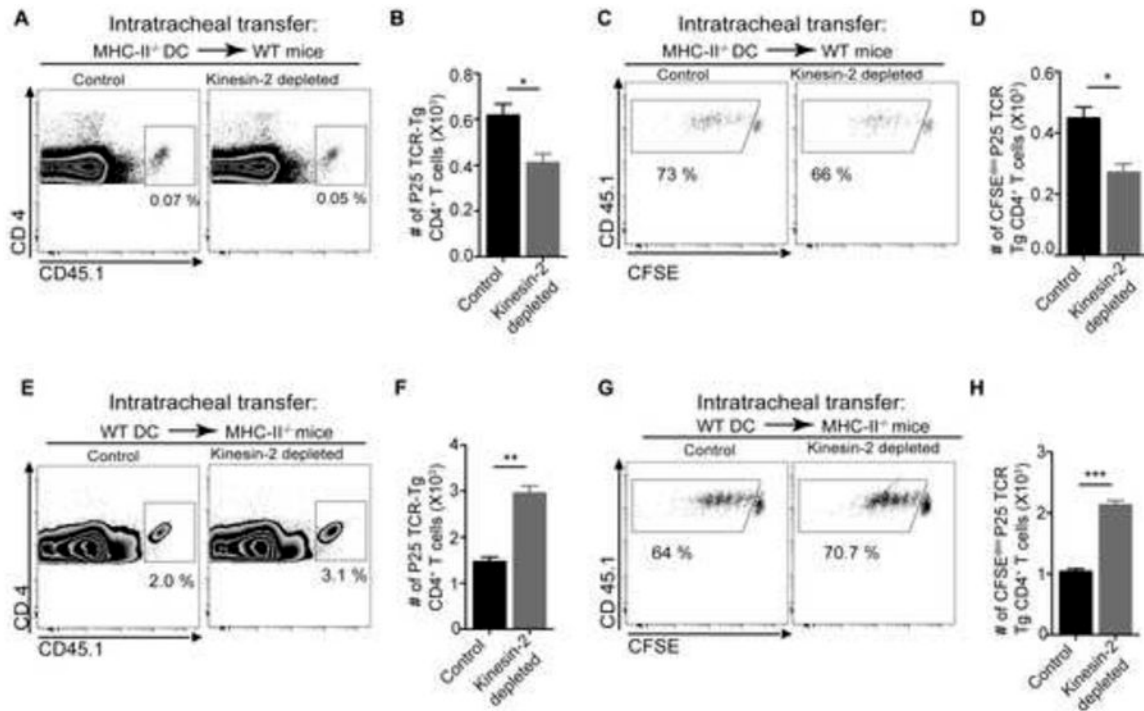 A
Intratracheal transfer:
MHC-II⁻/⁻ DC → WT mice
Control
Kinesin-2 depleted
0.07 %
0.05 %
CD 4
CD45.1
B
# of P25 TCR-Tg
CD4⁺ T cells (X10³)
0.8
0.6
0.4
0.2
0.0
*
Control
Kinesin-2
depleted
C
Intratracheal transfer:
MHC-II⁻/⁻ DC → WT mice
Control
Kinesin-2 depleted
73 %
66 %
CD 45.1
CFSE
D
# of CFSEᵈⁱᵐ P25 TCR
Tg CD4⁺ T cells (X10³)
0.6
0.4
0.2
0.0
*
Control
Kinesin-2
depleted
E
Intratracheal transfer:
WT DC → MHC-II⁻/⁻ mice
Control
Kinesin-2 depleted
2.0 %
3.1 %
CD 4
CD45.1
F
# of P25 TCR-Tg
CD4⁺ T cells (X10³)
4
3
2
1
0
**
Control
Kinesin-2
depleted
G
Intratracheal transfer:
WT DC → MHC-II⁻/⁻ mice
Control
Kinesin-2 depleted
64 %
70.7 %
CD 45.1
CFSE
H
# of CFSEᵈⁱᵐ P25 TCR
Tg CD4⁺ T cells (X10³)
3
2
1
0
***
Control
Kinesin-2
depleted